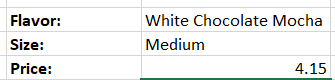 Flavor: White Chocolate Mocha
Size: Medium
Price: 4.15